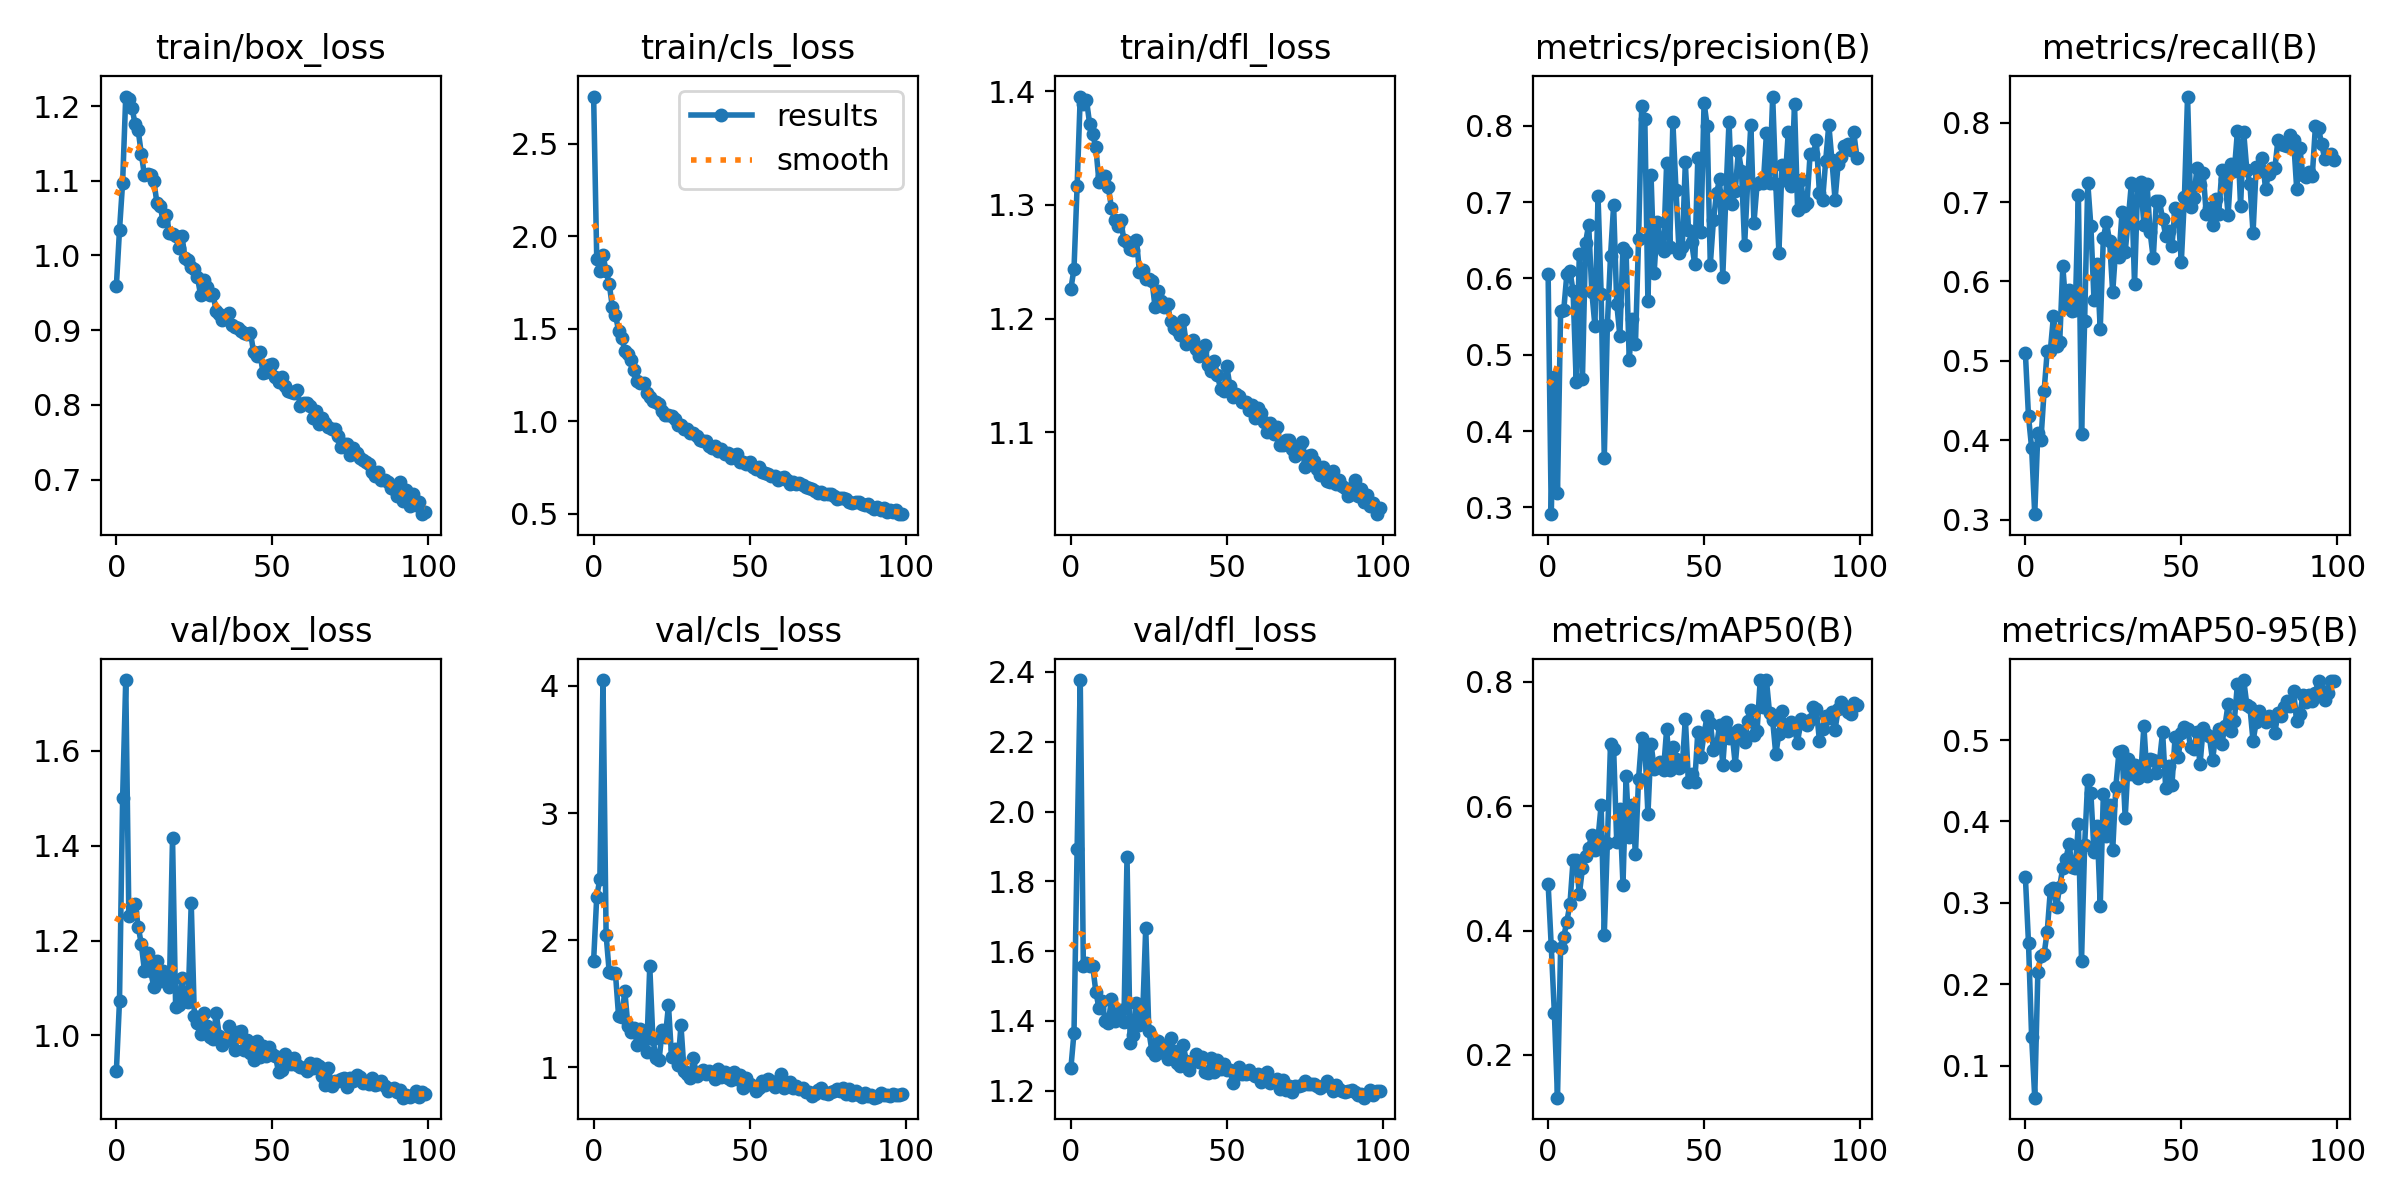 train/box_loss
1.2
1.1
1.0
0.9
0.8
0.7
0 50 100
train/cls_loss
results
smooth
2.5
2.0
1.5
1.0
0.5
0 50 100
train/dfl_loss
1.4
1.3
1.2
1.1
0 50 100
metrics/precision(B)
0.8
0.7
0.6
0.5
0.4
0.3
0 50 100
metrics/recall(B)
0.8
0.7
0.6
0.5
0.4
0.3
0 50 100
val/box_loss
1.6
1.4
1.2
1.0
0 50 100
val/cls_loss
4
3
2
1
0 50 100
val/dfl_loss
2.4
2.2
2.0
1.8
1.6
1.4
1.2
0 50 100
metrics/mAP50(B)
0.8
0.6
0.4
0.2
0 50 100
metrics/mAP50-95(B)
0.5
0.4
0.3
0.2
0.1
0 50 100